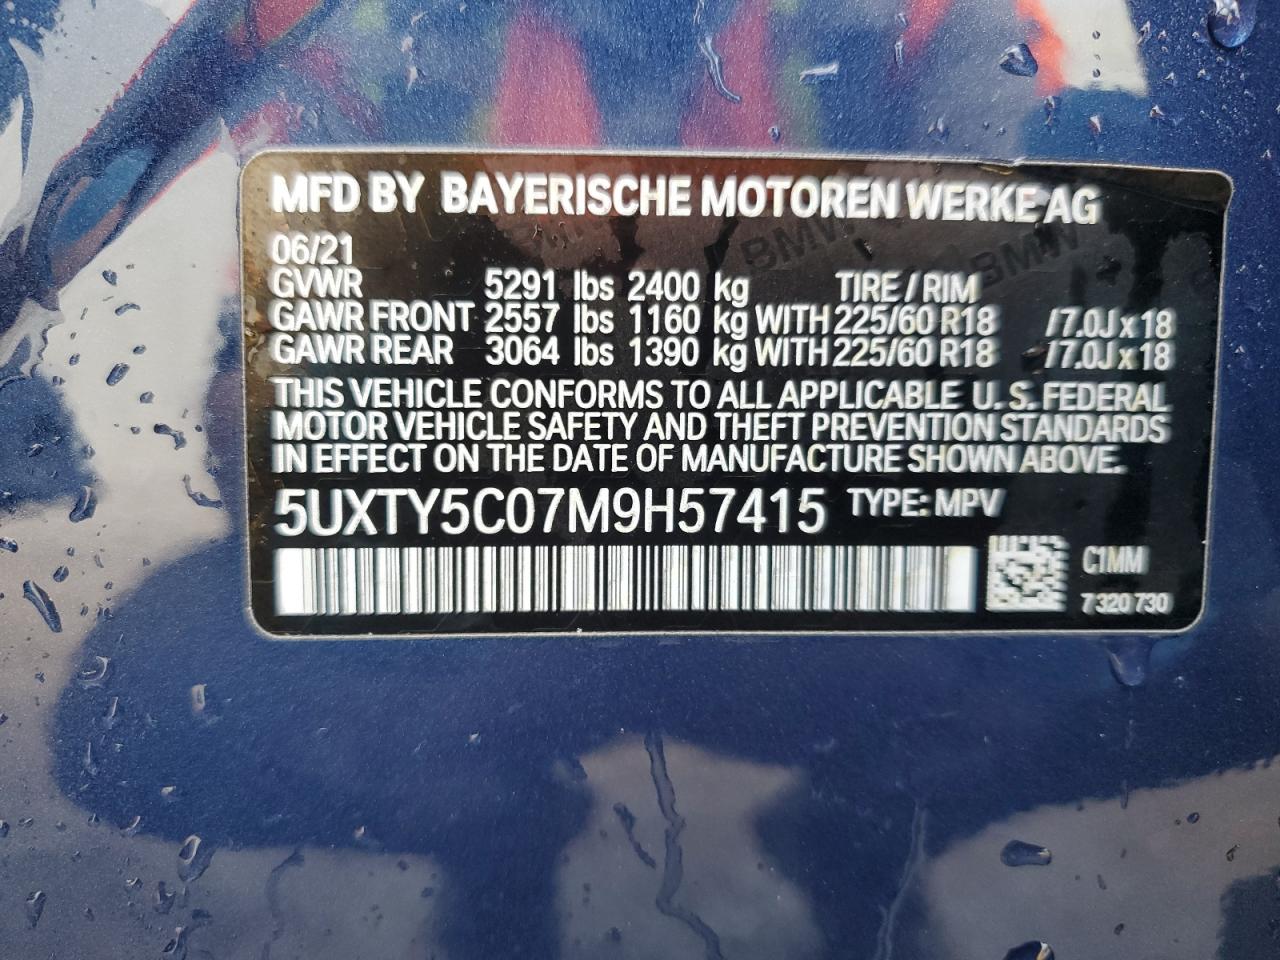 MFD BY BAYERISCHE MOTOREN WERKE AG
06/21
GVWR 5291 lbs 2400 kg TIRE / RIM
GAWR FRONT 2557 lbs 1160 kg WITH 225/60 R18 /7.0J x 18
GAWR REAR 3064 lbs 1390 kg WITH 225/60 R18 /7.0J x 18
THIS VEHICLE CONFORMS TO ALL APPLICABLE U.S. FEDERAL
MOTOR VEHICLE SAFETY AND THEFT PREVENTION STANDARDS
IN EFFECT ON THE DATE OF MANUFACTURE SHOWN ABOVE.
5UXTY5C07M9H57415 TYPE: MPV
C1MM
7 320 730
BMW
BMW